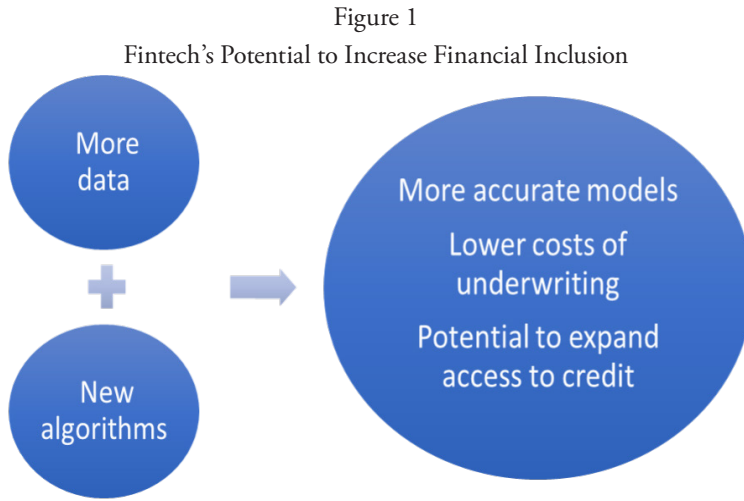 Figure 1
Fintech's Potential to Increase Financial Inclusion
More
data
New
algorithms
More accurate models
Lower costs of
underwriting
Potential to expand
access to credit